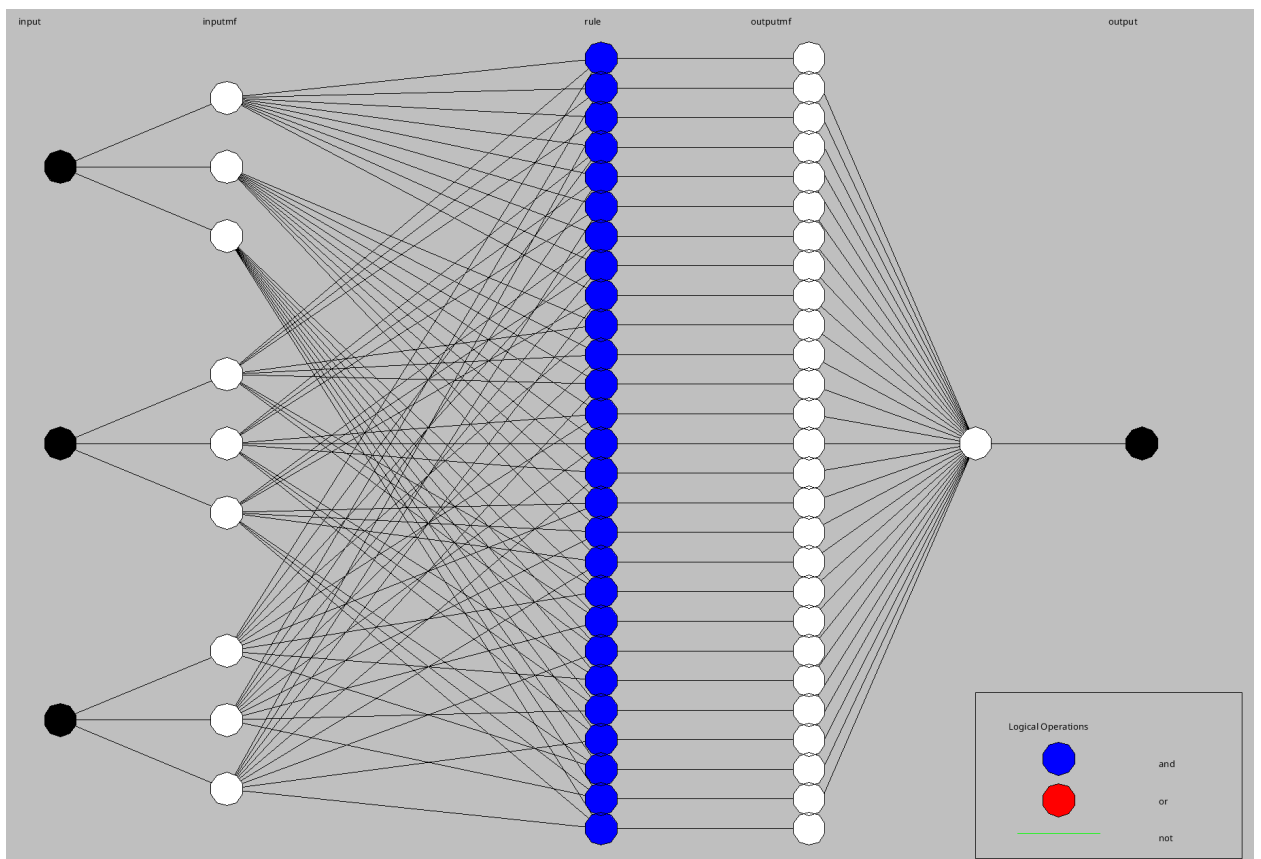 input inputmf rule outputmf output
Logical Operations
and
or
not